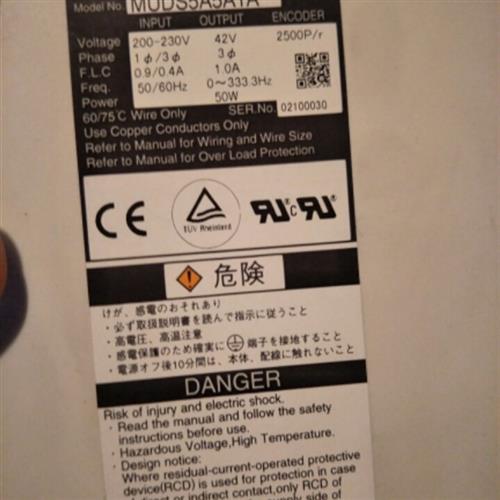 Model No. MUDS5A5A1A
INPUT OUTPUT ENCODER
Voltage 200-230V 42V 2500P/r
Phase 1ϕ/3ϕ 3ϕ
F.L.C 0.9/0.4A 1.0A
Freq. 50/60Hz 0~333.3Hz
Power 50W
60/75℃ Wire Only SER.No. 02100030
Use Copper Conductors Only
Refer to Manual for Wiring and Wire Size
Refer to Manual for Over Load Protection
CE
TÜV Rheinland
危険
けが、感電のおそれあり
・必ず取扱説明書を読んで指示に従うこと
・高電圧、高温注意
・感電保護のため確実に端子を接地すること
・電源オフ後10分間は、本体、配線に触れないこと
DANGER
Risk of injury and electric shock.
・Read the manual and follow the safety
instructions before use.
・Hazardous Voltage,High Temperature.
・Design notice:
Where residual-current-operated protective
device(RCD) is used for protection in case
of direct or indirect contact,only RCD of